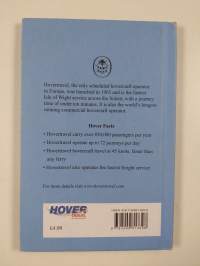 Hovertravel, the only scheduled hovercraft operator
in Europe, was launched in 1965 and is the fastest
Isle of Wight service across the Solent, with a journey
time of under ten minutes. It is also the world's longest
running commercial hovercraft operator.
Hover Facts
• Hovertravel carry over 850,000 passengers per year
• Hovertravel operate up to 72 journeys per day
• Hovertravel hovercraft travel at 45 knots, faster than
any ferry
• Hovertravel also operates the fastest freight service
For more details visit www.hovertravel.com
HOVER
£4.99